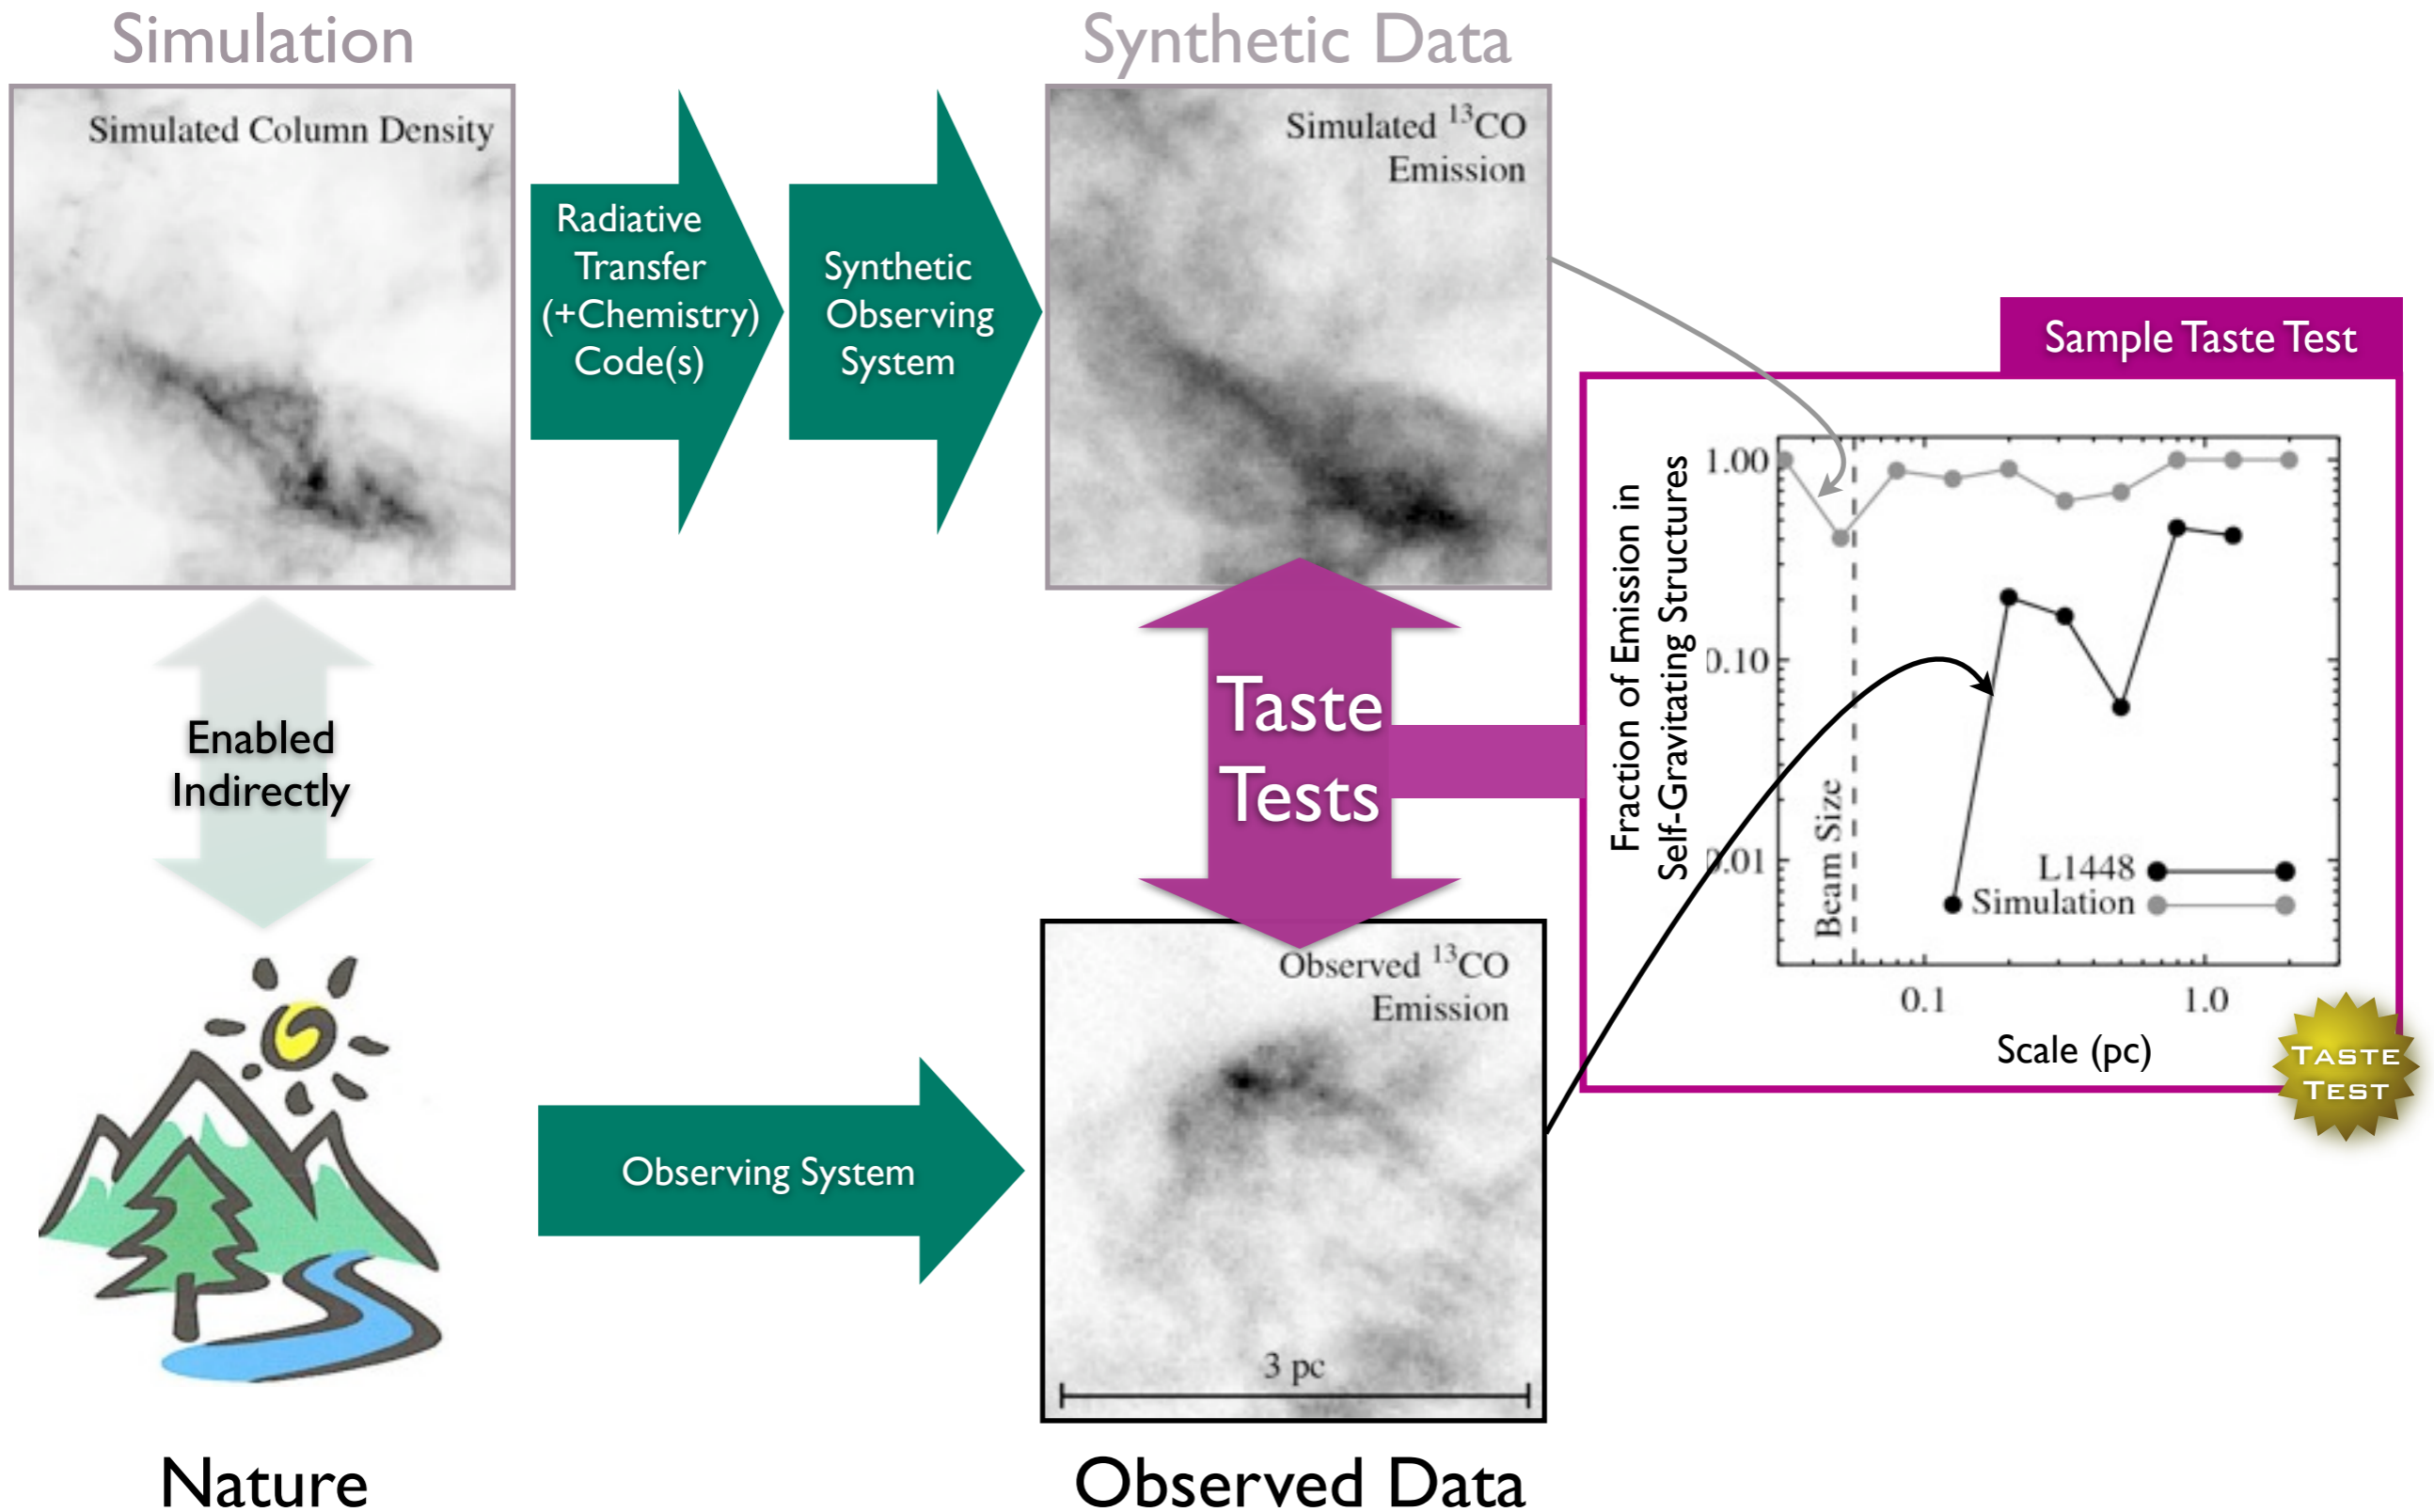 Simulation
Synthetic Data
Simulated Column Density
Radiative
Transfer
(+Chemistry)
Code(s)
Synthetic
Observing
System
Simulated ¹³CO
Emission
Sample Taste Test
Fraction of Emission in
Self-Gravitating Structures
1.00
0.10
0.01
Beam Size
L1448
Simulation
0.1
1.0
Scale (pc)
TASTE
TEST
Enabled
Indirectly
Taste
Tests
Observing System
Observed ¹³CO
Emission
3 pc
Nature
Observed Data